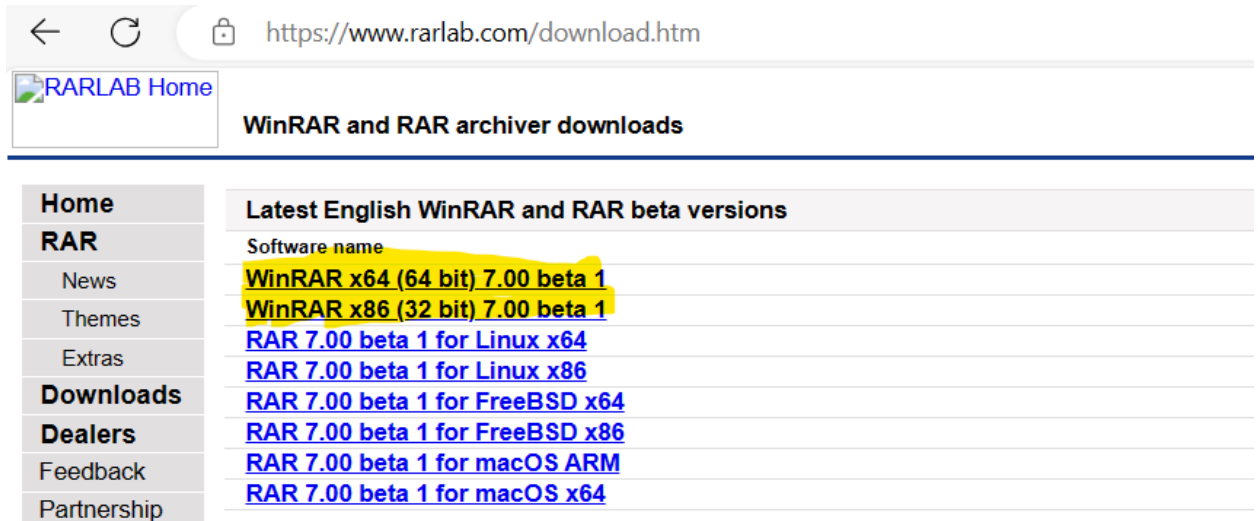 https://www.rarlab.com/download.htm
RARLAB Home
WinRAR and RAR archiver downloads
Home
RAR
News
Themes
Extras
Downloads
Dealers
Feedback
Partnership
Latest English WinRAR and RAR beta versions
Software name
WinRAR x64 (64 bit) 7.00 beta 1
WinRAR x86 (32 bit) 7.00 beta 1
RAR 7.00 beta 1 for Linux x64
RAR 7.00 beta 1 for Linux x86
RAR 7.00 beta 1 for FreeBSD x64
RAR 7.00 beta 1 for FreeBSD x86
RAR 7.00 beta 1 for macOS ARM
RAR 7.00 beta 1 for macOS x64